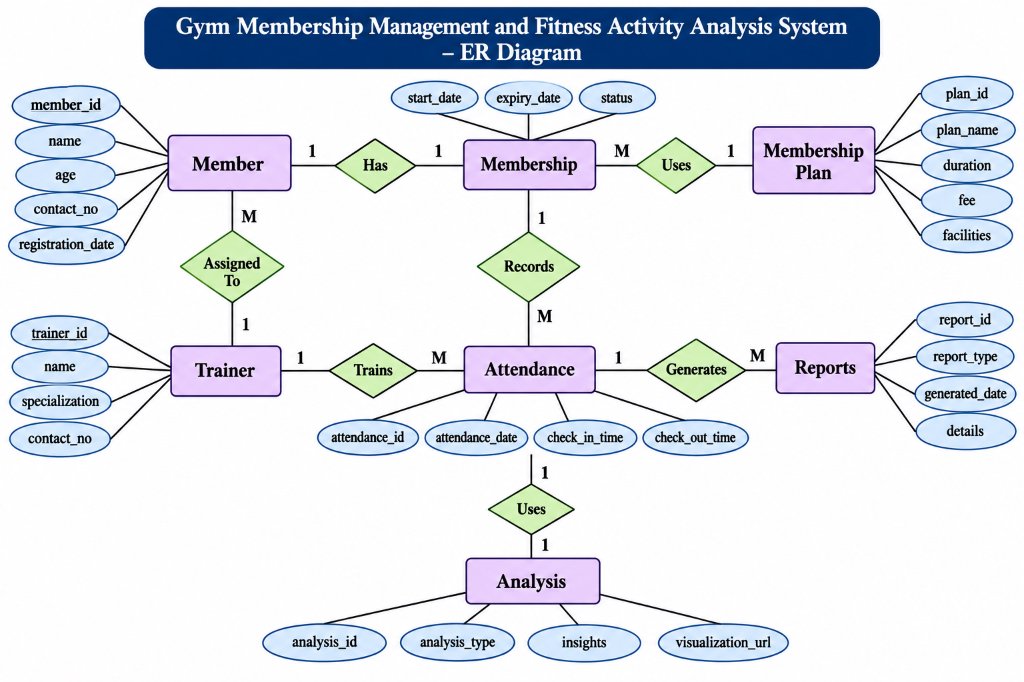 Gymn Membership Management and Fitness Activity Analysis System
– ER Diagram
member_id
name
age
contact_no
registration_date
Member
1
Has
1
start_date
expiry_date
status
Membership
M
Uses
1
Membership
Plan
plan_id
plan_name
duration
fee
facilities
M
Assigned
To
1
1
Records
M
trainer_id
name
specialization
contact_no
Trainer
1
Trains
M
Attendance
1
Generates
M
Reports
report_id
report_type
generated_date
details
attendance_id
attendance_date
check_in_time
check_out_time
1
Uses
1
Analysis
analysis_id
analysis_type
insights
visualization_url